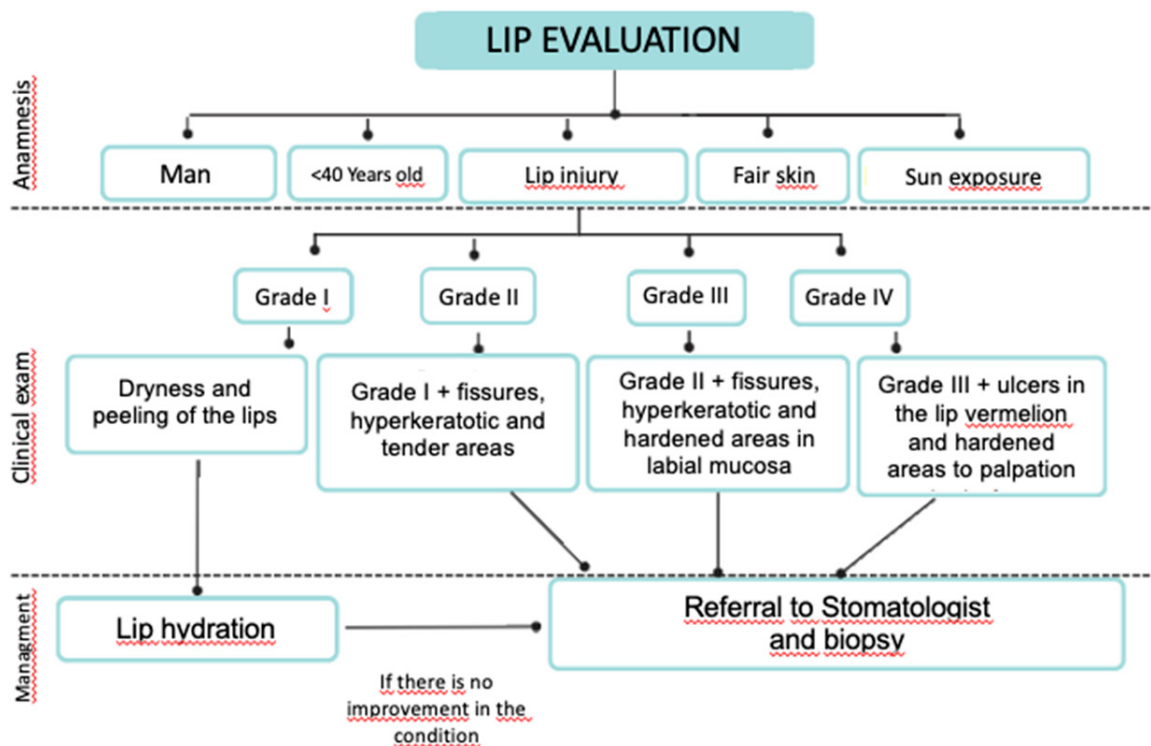 LIP EVALUATION
Anamnesis
Man
<40 Years old
Lip injury
Fair skin
Sun exposure
Clinical exam
Grade I
Grade II
Grade III
Grade IV
Dryness and
peeling of the lips
Grade I + fissures,
hyperkeratotic and
tender areas
Grade II + fissures,
hyperkeratotic and
hardened areas in
labial mucosa
Grade III + ulcers in
the lip vermelion
and hardened
areas to palpation
Managment
Lip hydration
If there is no
improvement in the
condition
Referral to Stomatologist
and biopsy